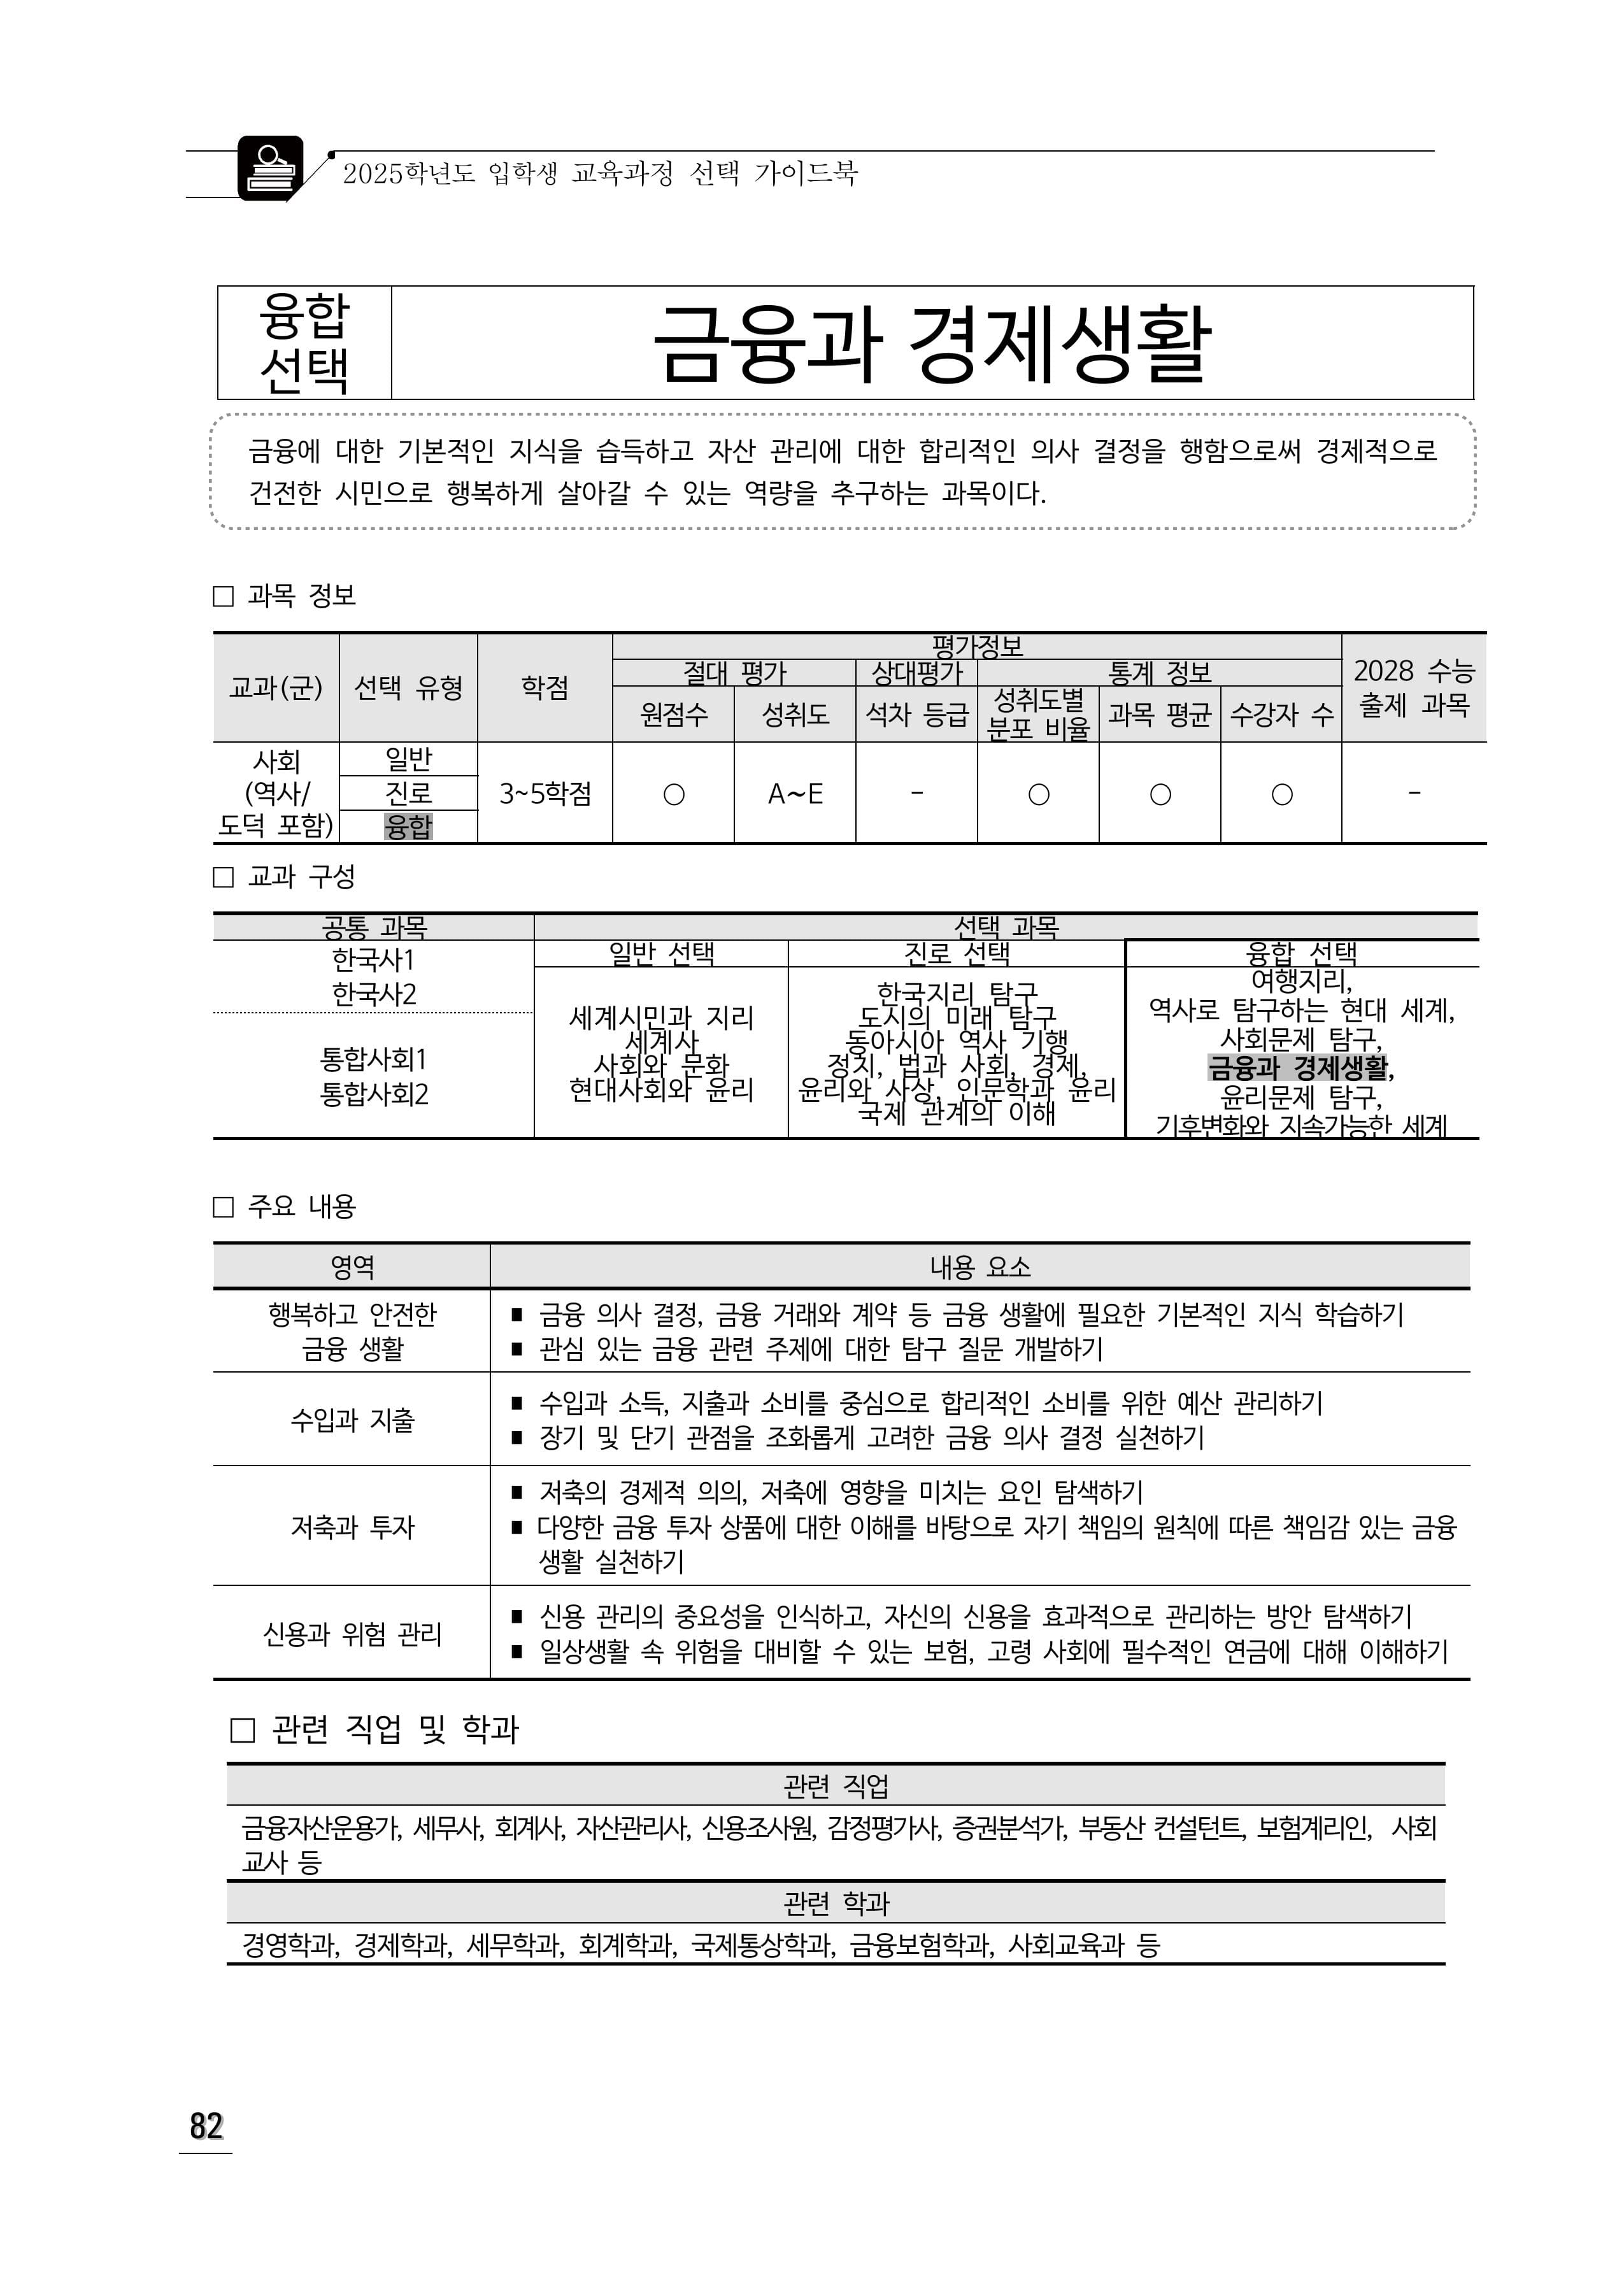 2025학년도 입학생 교육과정 선택 가이드북
융합
선택
금융과 경제생활
금융에 대한 기본적인 지식을 습득하고 자산 관리에 대한 합리적인 의사 결정을 행함으로써 경제적으로
건전한 시민으로 행복하게 살아갈 수 있는 역량을 추구하는 과목이다.
□ 과목 정보
교과(군) 선택 유형 학점 평가정보 2028 수능
출제 과목
절대 평가 상대평가 통계 정보
원점수 성취도 석차 등급 성취도별
분포 비율 과목 평균 수강자 수
사회
(역사/
도덕 포함)
일반
진로
융합
3~5학점 ○ A~E - ○ ○ ○ -
□ 교과 구성
공통 과목 선택 과목
한국사1
한국사2
통합사회1
통합사회2
일반 선택 진로 선택 융합 선택
세계시민과 지리
세계사
사회와 문화
현대사회와 윤리
한국지리 탐구
도시의 미래 탐구
동아시아 역사 기행
정치, 법과 사회, 경제,
윤리와 사상, 인문학과 윤리
국제 관계의 이해
여행지리,
역사로 탐구하는 현대 세계,
사회문제 탐구,
금융과 경제생활,
윤리문제 탐구,
기후변화와 지속가능한 세계
□ 주요 내용
영역 내용 요소
행복하고 안전한
금융 생활
■ 금융 의사 결정, 금융 거래와 계약 등 금융 생활에 필요한 기본적인 지식 학습하기
■ 관심 있는 금융 관련 주제에 대한 탐구 질문 개발하기
수입과 지출
■ 수입과 소득, 지출과 소비를 중심으로 합리적인 소비를 위한 예산 관리하기
■ 장기 및 단기 관점을 조화롭게 고려한 금융 의사 결정 실천하기
저축과 투자
■ 저축의 경제적 의의, 저축에 영향을 미치는 요인 탐색하기
■ 다양한 금융 투자 상품에 대한 이해를 바탕으로 자기 책임의 원칙에 따른 책임감 있는 금융
생활 실천하기
신용과 위험 관리
■ 신용 관리의 중요성을 인식하고, 자신의 신용을 효과적으로 관리하는 방안 탐색하기
■ 일상생활 속 위험을 대비할 수 있는 보험, 고령 사회에 필수적인 연금에 대해 이해하기
□ 관련 직업 및 학과
관련 직업
금융자산운용가, 세무사, 회계사, 자산관리사, 신용조사원, 감정평가사, 증권분석가, 부동산 컨설턴트, 보험계리인, 사회
교사 등
관련 학과
경영학과, 경제학과, 세무학과, 회계학과, 국제통상학과, 금융보험학과, 사회교육과 등
82